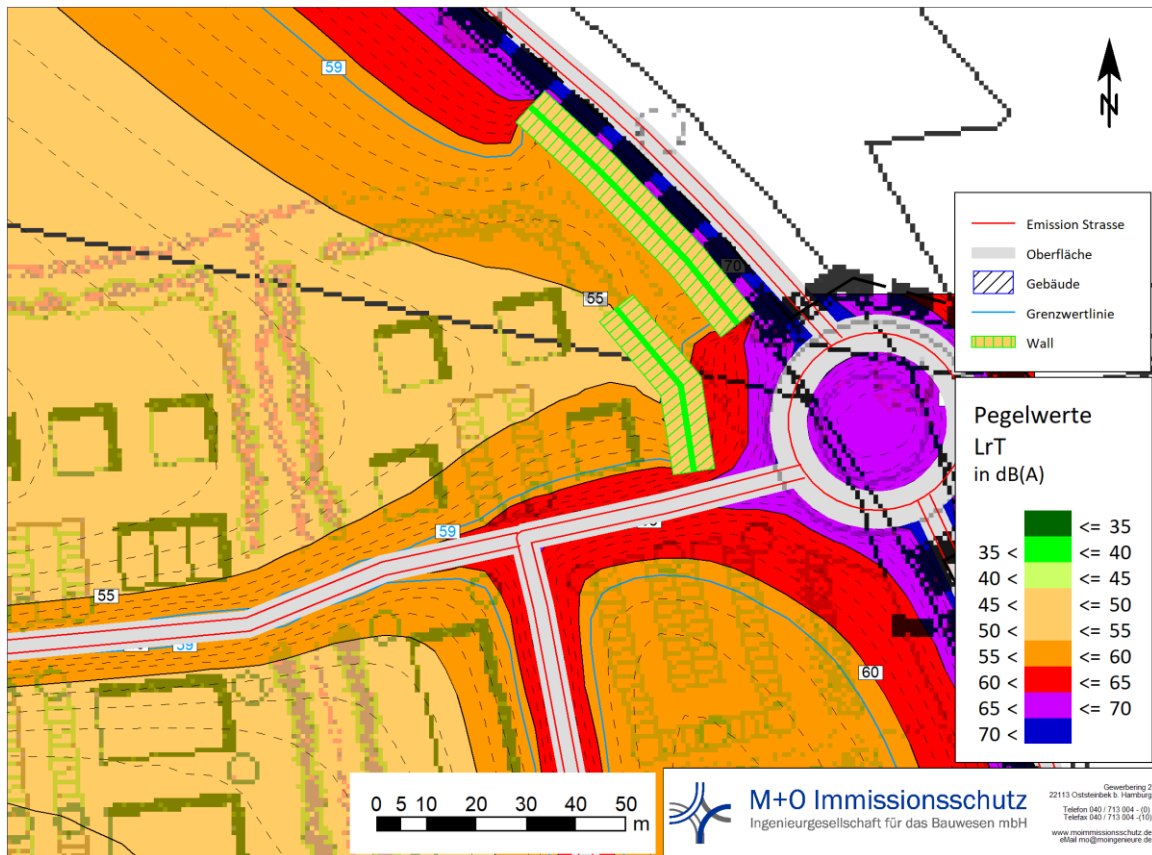 59
N
70
55
Emission Strasse
Oberfläche
Gebäude
Grenzwertlinie
Wall
Pegelwerte
LrT
in dB(A)
<= 35
35 < <= 40
40 < <= 45
45 < <= 50
50 < <= 55
55 < <= 60
60 < <= 65
65 < <= 70
70 <
59
55
59
60
0 5 10 20 30 40 50
m
M+O Immissionsschutz
Ingenieurgesellschaft für das Bauwesen mbH
Gewerbering 2
22113 Oststeinbek b. Hamburg
Telefon 040 / 713 004 - (0)
Telefax 040 / 713 004 -(10)
www.moimmissionsschutz.de
eMail mo@moingenieure.de